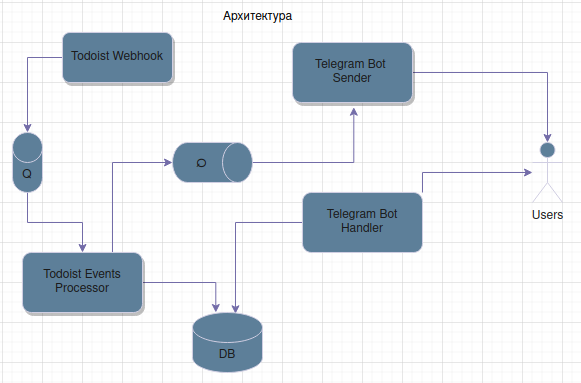 Архитектура
Todoist Webhook
Telegram Bot
Sender
Q
Q
Telegram Bot
Handler
Users
Todoist Events
Processor
DB